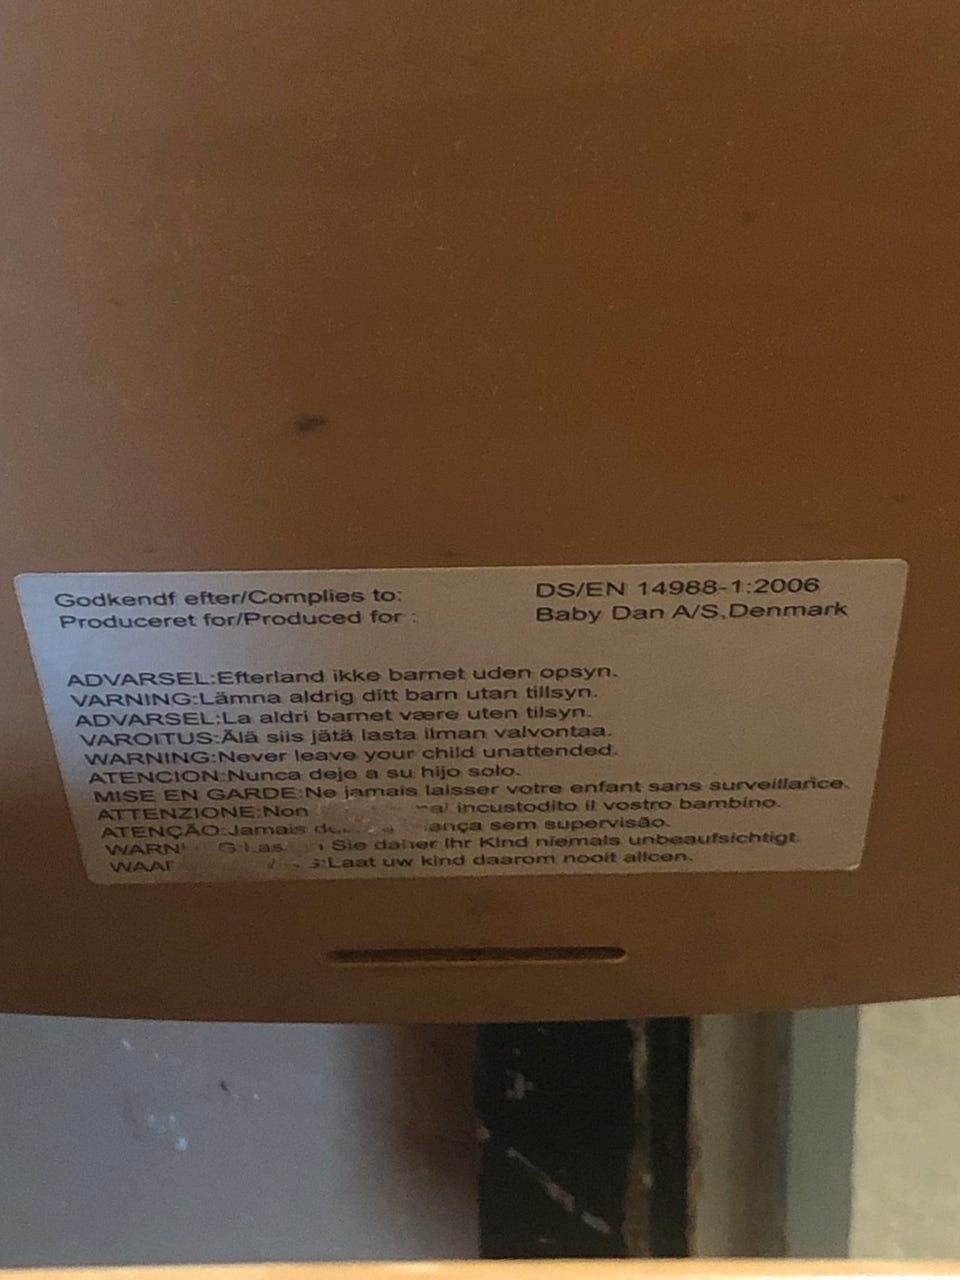 Godkendf efter/Complies to: DS/EN 14988-1:2006
Produceret for/Produced for : Baby Dan A/S,Denmark
ADVARSEL:Efterland ikke barnet uden opsyn.
VARNING:Lämna aldrig ditt barn utan tillsyn.
ADVARSEL:La aldri barnet være uten tilsyn.
VAROITUS:Älä siis jätä lasta ilman valvontaa.
WARNING:Never leave your child unattended.
ATENCION:Nunca deje a su hijo solo.
MISE EN GARDE:Ne jamais laisser votre enfant sans surveillance.
ATTENZIONE:Non incustodito il vostro bambino.
ATENÇÃO:Jamais sem supervisão.
Sie daher Ihr Kind niemals unbeaufsichtigt.
Laat uw kind daarom nooit alleen.